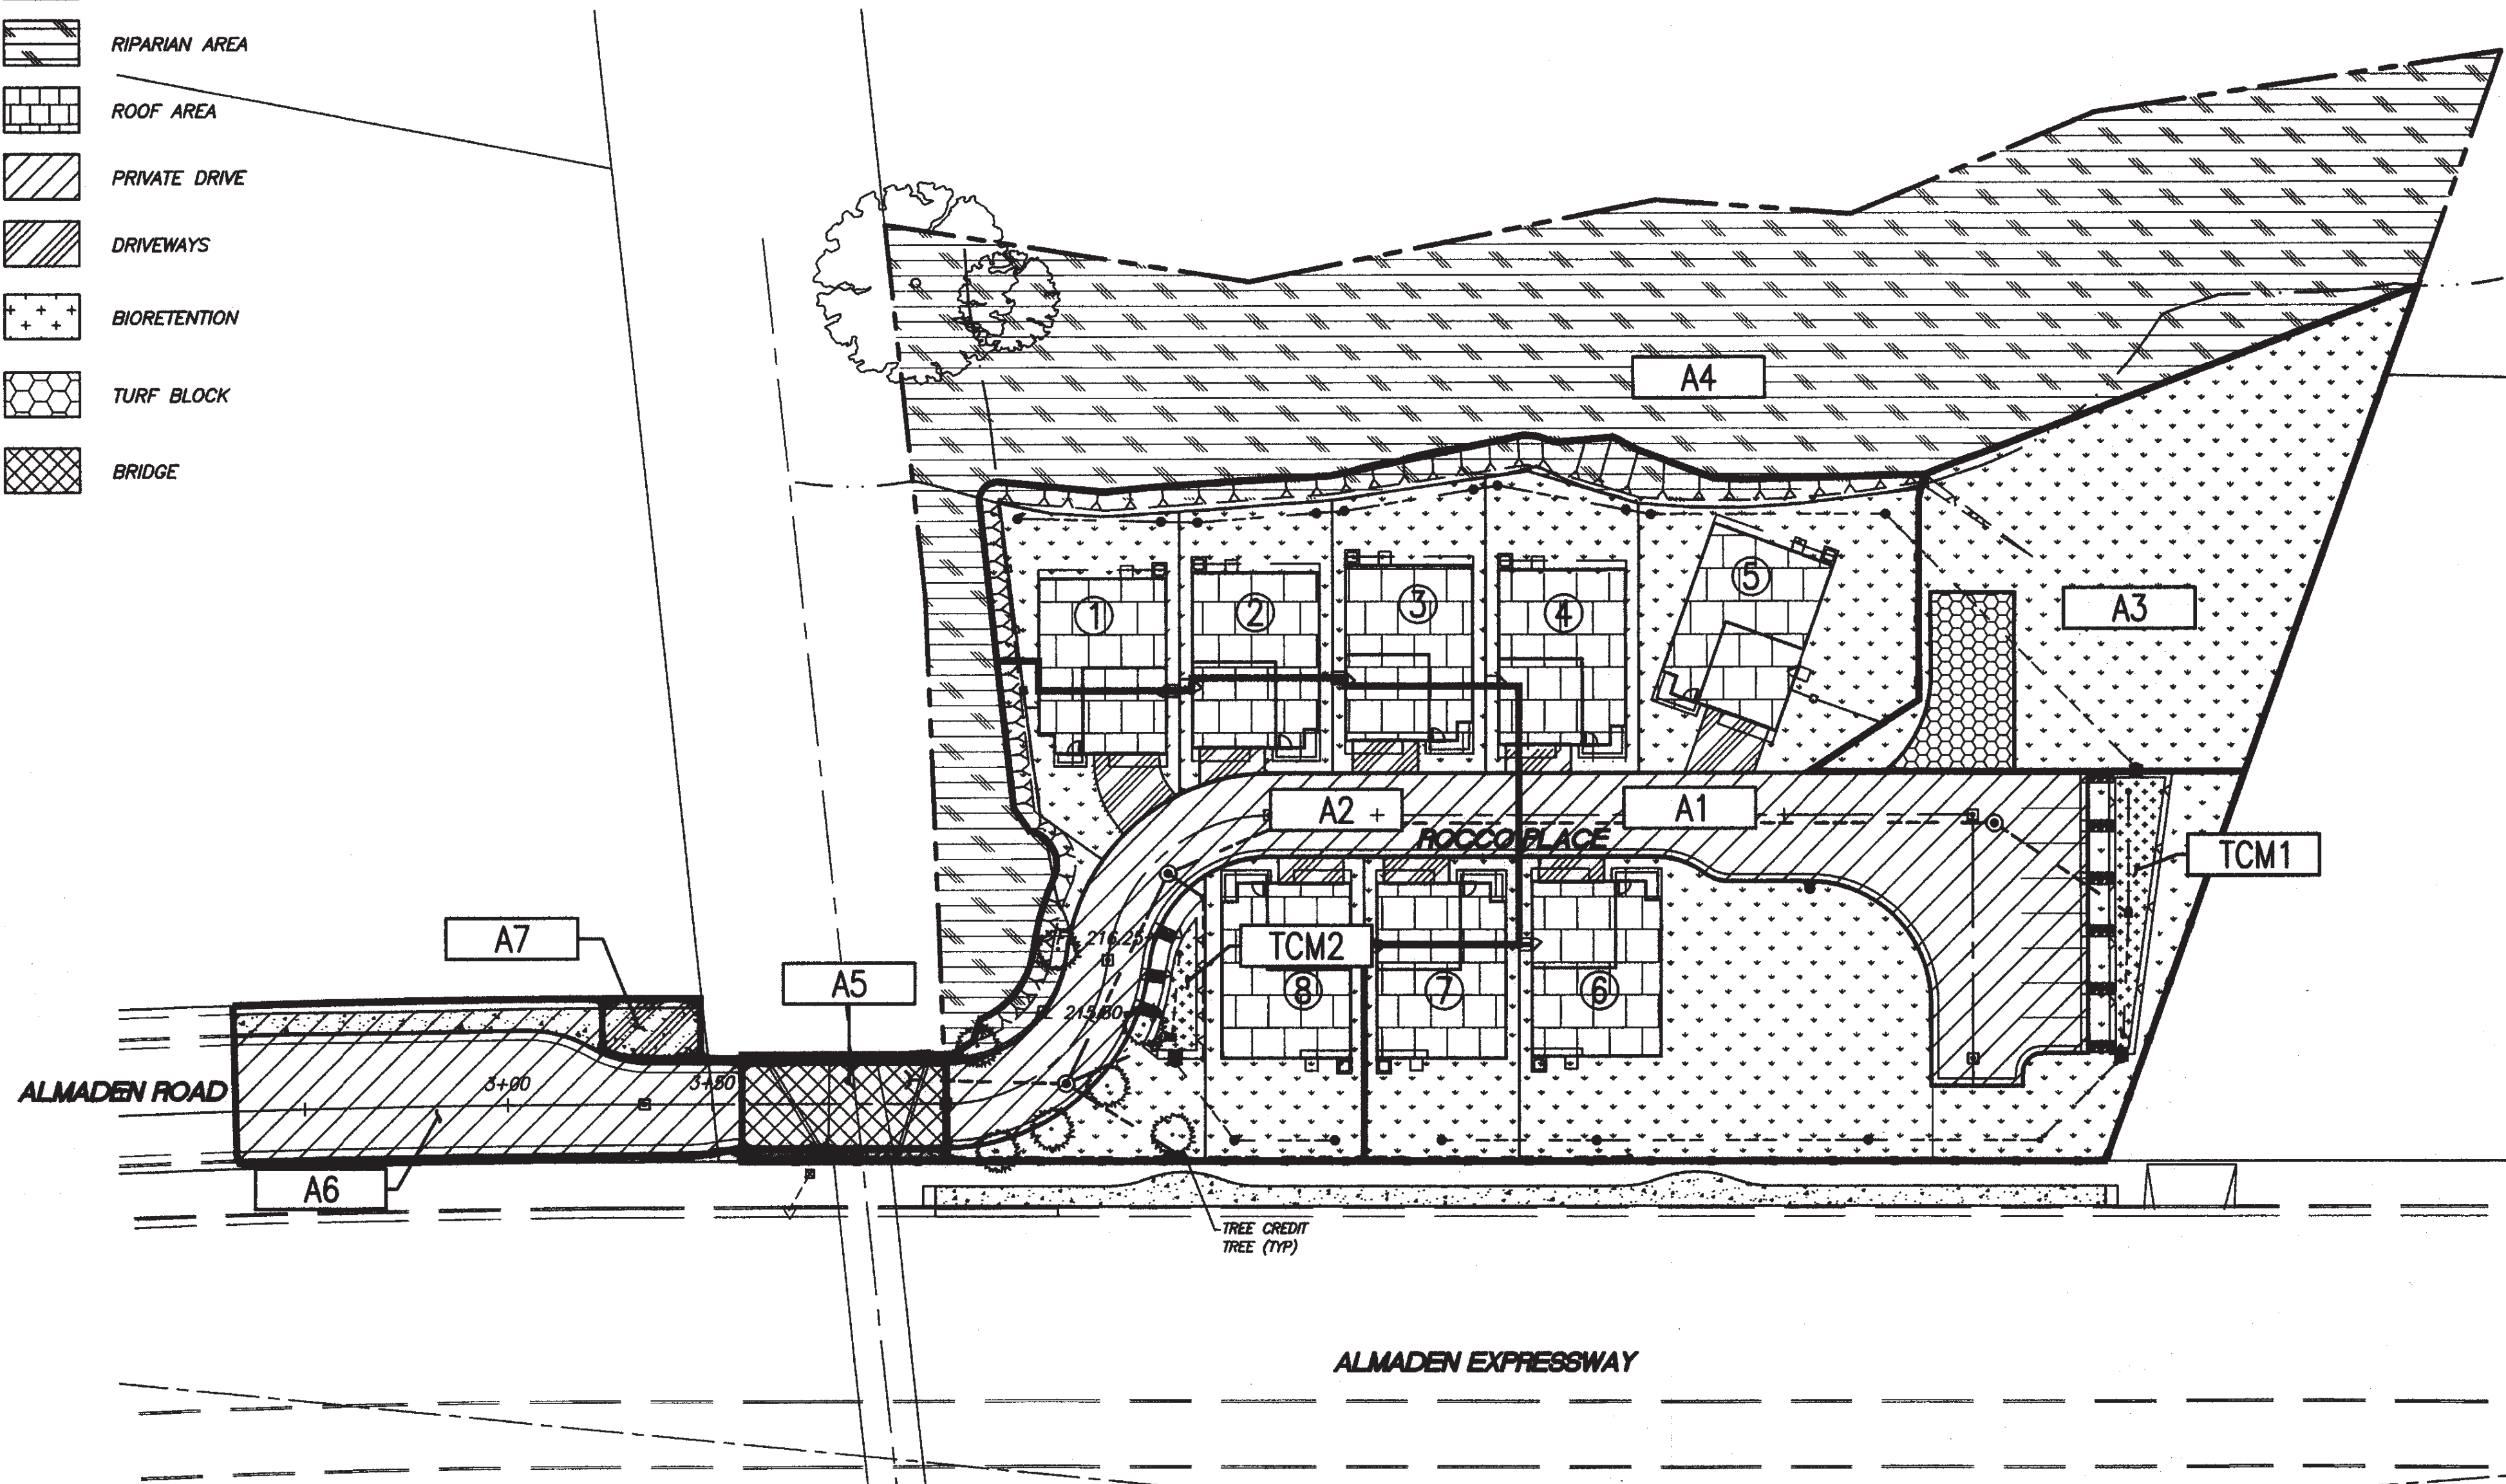 RIPARIAN AREA
ROOF AREA
PRIVATE DRIVE
DRIVEWAYS
BIORETENTION
TURF BLOCK
BRIDGE
A4
5
1
2
3
4
A3
A2
A1
ROCCO PLACE
TCM1
A7
216.25
TCM2
A5
8
7
6
215.80
ALMADEN ROAD
3+00
3+50
A6
TREE CREDIT
TREE (TYP)
ALMADEN EXPRESSWAY